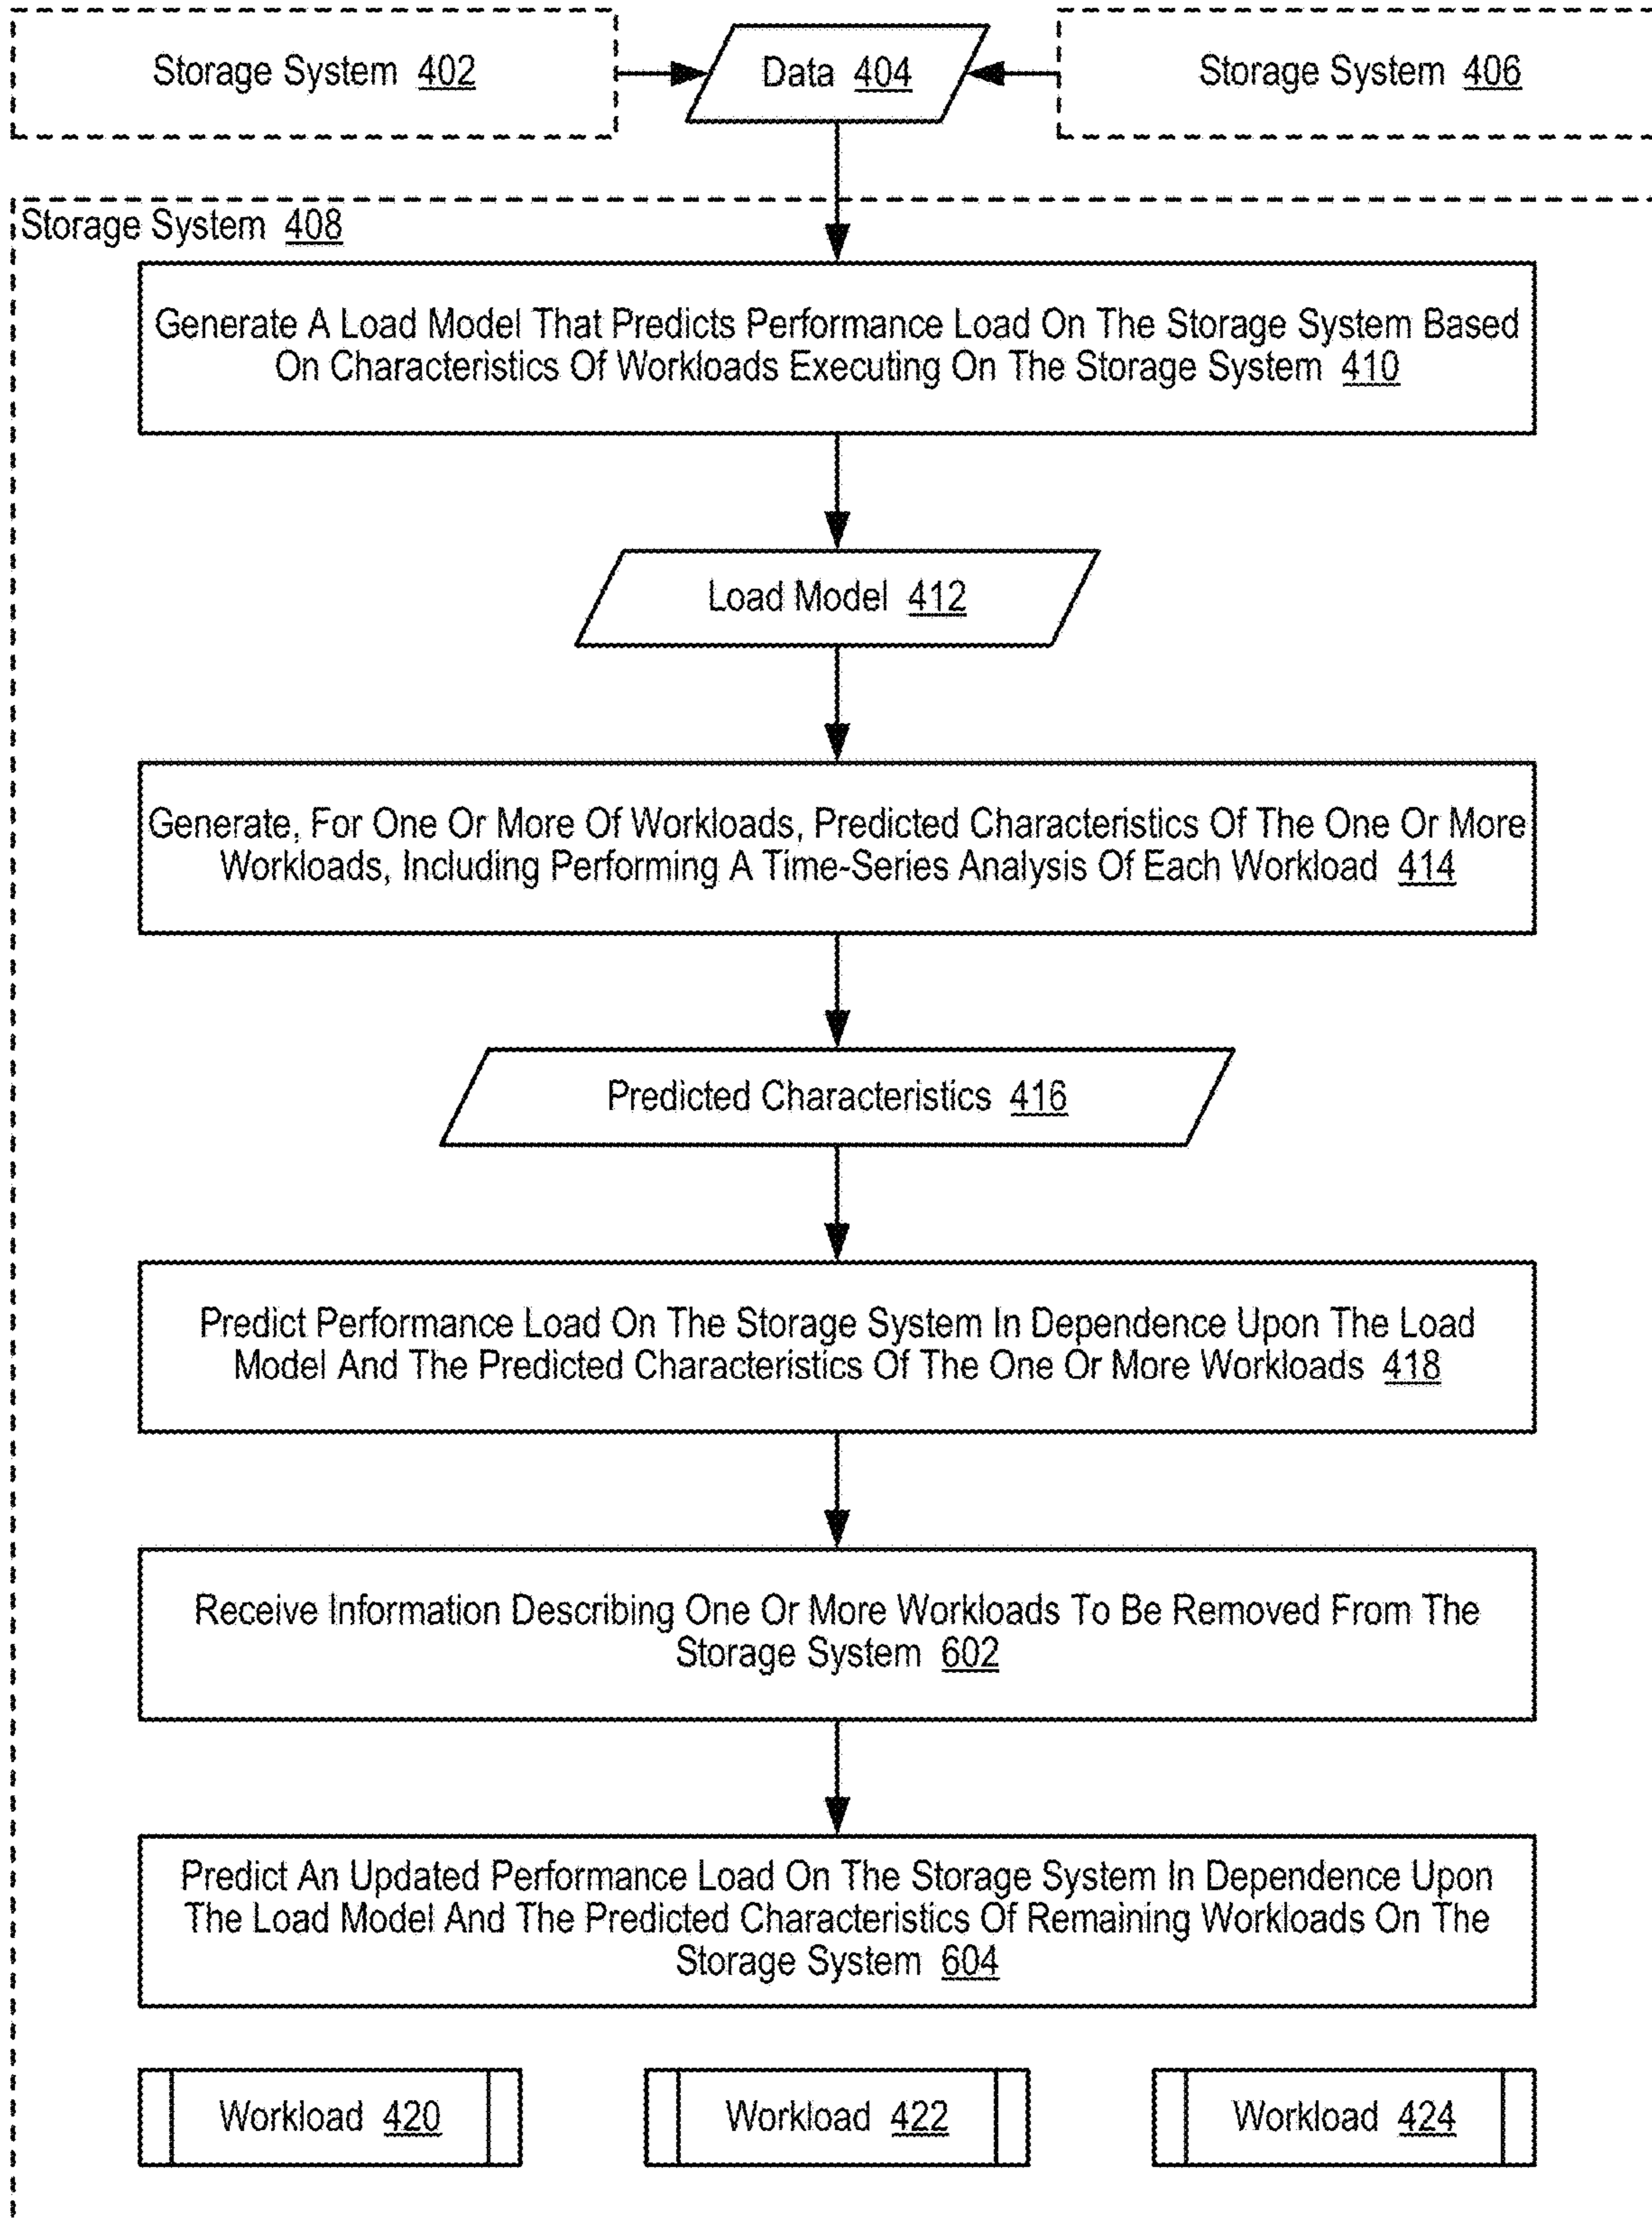 Storage System 402
Data 404
Storage System 406
Storage System 408
Generate A Load Model That Predicts Performance Load On The Storage System Based
On Characteristics Of Workloads Executing On The Storage System 410
Load Model 412
Generate, For One Or More Of Workloads, Predicted Characteristics Of The One Or More
Workloads, Including Performing A Time-Series Analysis Of Each Workload 414
Predicted Characteristics 416
Predict Performance Load On The Storage System In Dependence Upon The Load
Model And The Predicted Characteristics Of The One Or More Workloads 418
Receive Information Describing One Or More Workloads To Be Removed From The
Storage System 602
Predict An Updated Performance Load On The Storage System In Dependence Upon
The Load Model And The Predicted Characteristics Of Remaining Workloads On The
Storage System 604
Workload 420
Workload 422
Workload 424